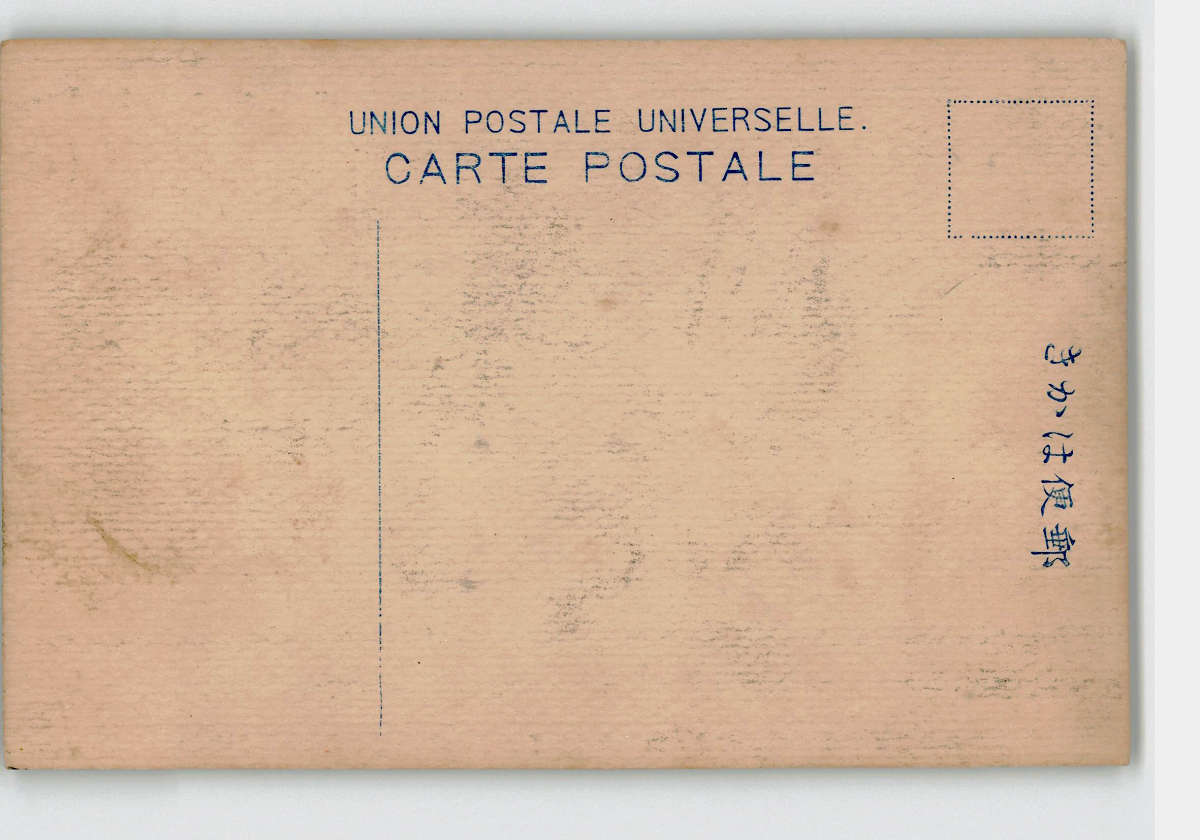 UNION POSTALE UNIVERSELLE.
CARTE POSTALE
きかは便郵